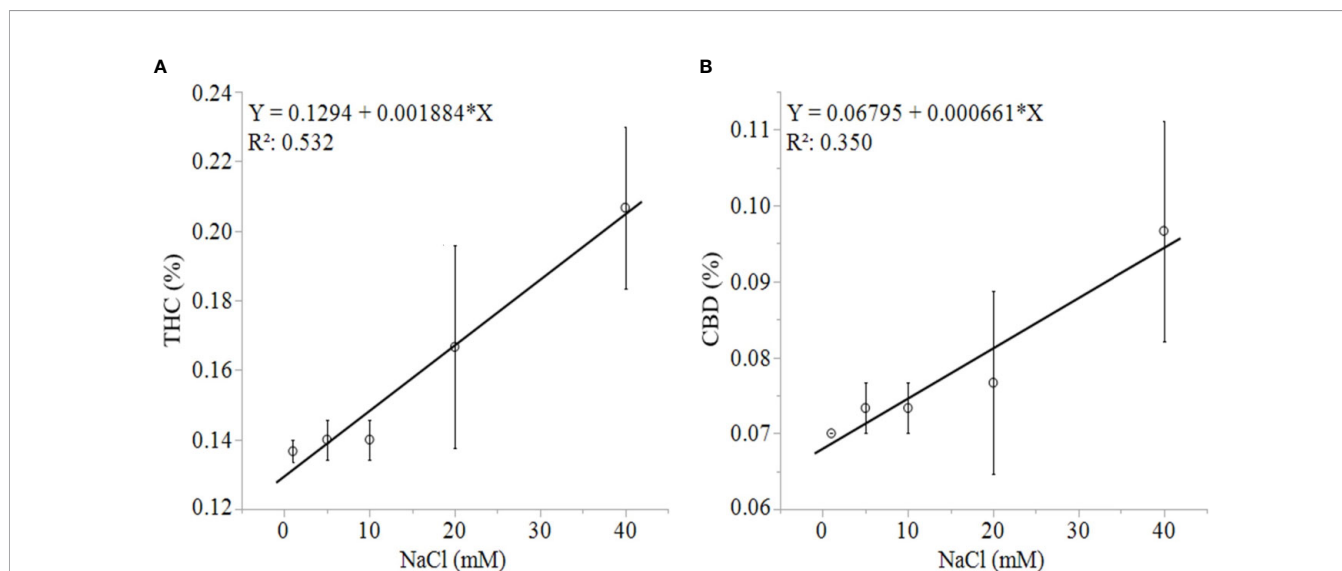 A
Y = 0.1294 + 0.001884*X
R²: 0.532
0.24
0.22
0.20
0.18
0.16
0.14
0.12
THC (%)
0 10 20 30 40
NaCl (mM)
B
Y = 0.06795 + 0.000661*X
R²: 0.350
0.11
0.10
0.09
0.08
0.07
0.06
CBD (%)
0 10 20 30 40
NaCl (mM)